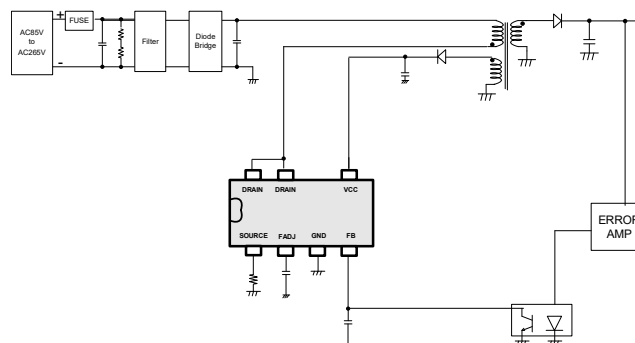 AC85V
to
AC265V
+
-
FUSE
Filter
Diode
Bridge
DRAIN
DRAIN
VCC
SOURCE
FADJ
GND
FB
ERROR
AMP